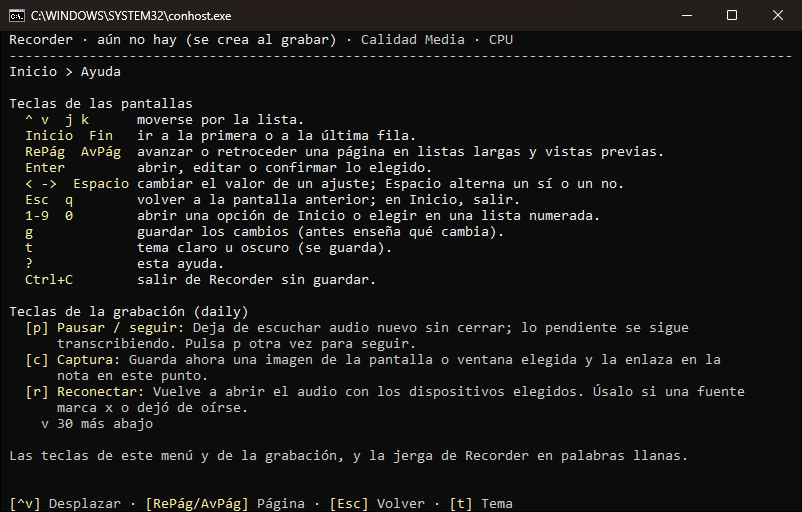 C:\WINDOWS\SYSTEM32\conhost.exe
Recorder · aún no hay (se crea al grabar) · Calidad Media · CPU
--------------------------------------------------------------------------------------------------
Inicio > Ayuda
Teclas de las pantallas
^ v  j k      moverse por la lista.
Inicio  Fin   ir a la primera o a la última fila.
RePág  AvPág  avanzar o retroceder una página en listas largas y vistas previas.
Enter         abrir, editar o confirmar lo elegido.
< ->  Espacio cambiar el valor de un ajuste; Espacio alterna un sí o un no.
Esc  q        volver a la pantalla anterior; en Inicio, salir.
1-9  0        abrir una opción de Inicio o elegir en una lista numerada.
g             guardar los cambios (antes enseña qué cambia).
t             tema claro u oscuro (se guarda).
?             esta ayuda.
Ctrl+C        salir de Recorder sin guardar.
Teclas de la grabación (daily)
[p] Pausar / seguir: Deja de escuchar audio nuevo sin cerrar; lo pendiente se sigue
transcribiendo. Pulsa p otra vez para seguir.
[c] Captura: Guarda ahora una imagen de la pantalla o ventana elegida y la enlaza en la
nota en este punto.
[r] Reconectar: Vuelve a abrir el audio con los dispositivos elegidos. Úsalo si una fuente
marca x o dejó de oírse.
v 30 más abajo
Las teclas de este menú y de la grabación, y la jerga de Recorder en palabras llanas.
[^v] Desplazar · [RePág/AvPág] Página · [Esc] Volver · [t] Tema